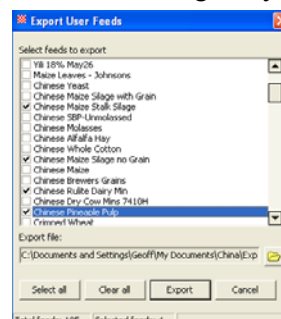 Export User Feeds
Select feeds to export
Yili 18% May26
Maize Leaves - Johnsons
Chinese Yeast
Chinese Maize Silage with Grain
Chinese Maize Stalk Silage
Chinese SBP-Unmolassed
Chinese Molasses
Chinese Alfalfa Hay
Chinese Whole Cotton
Chinese Maize Silage no Grain
Chinese Maize
Chinese Brewers Grains
Chinese Rulite Dairy Min
Chinese Dry Cow Mins 7410H
Chinese Pineapple Pulp
Crimped Wheat
Export file:
C:\Documents and Settings\Geoff\My Documents\China\Exp
Select all Clear all Export Cancel